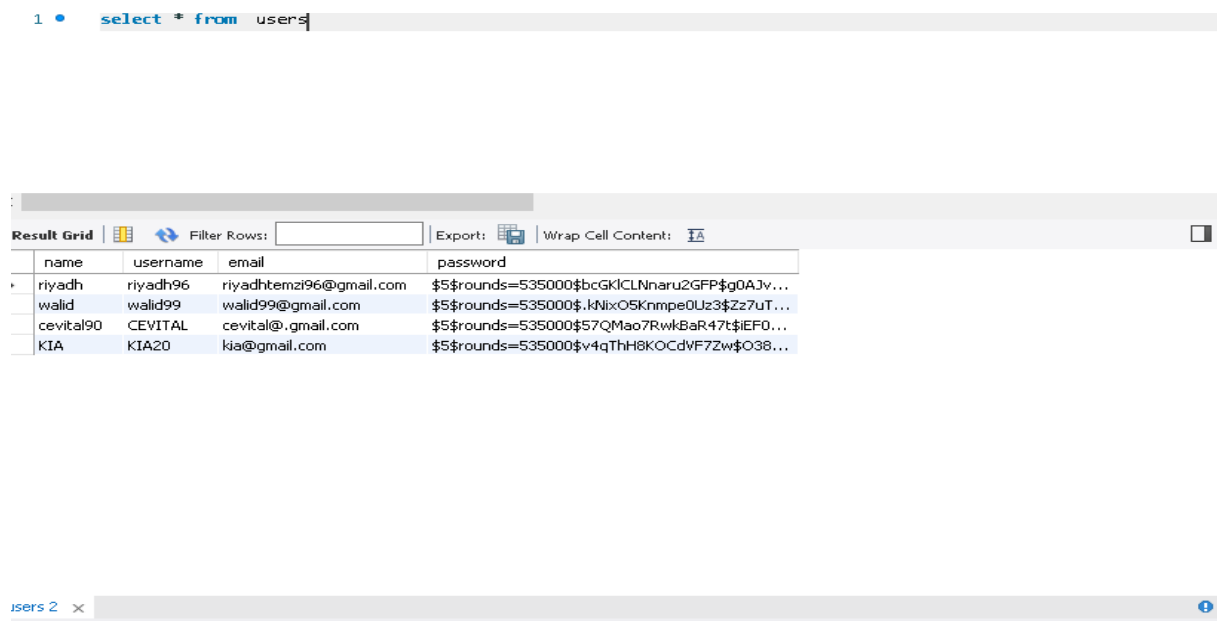 1 select * from users
Result Grid Filter Rows: Export: Wrap Cell Content:
name username email password
riyadh riyadh96 riyadhtemzi96@gmail.com $5$rounds=535000$bcGKlCLNnaru2GFP$g0AJv...
walid walid99 walid99@gmail.com $5$rounds=535000$.kNixO5Knmpe0Uz3$Zz7uT...
cevital90 CEVITAL cevital@.gmail.com $5$rounds=535000$57QMao7RwkBaR47t$iEF0...
KIA KIA20 kia@gmail.com $5$rounds=535000$v4qThH8KOCdVF7Zw$O38...
users 2